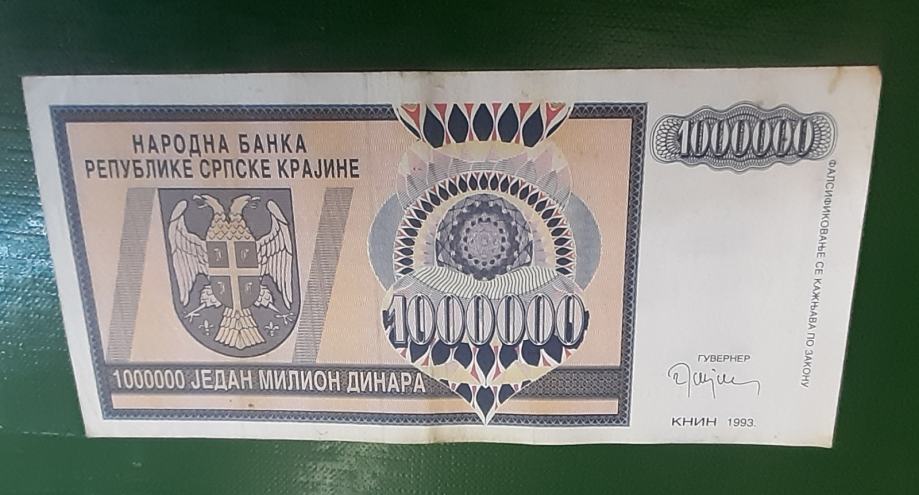 НАРОДНА БАНКА
РЕПУБЛИКЕ СРПСКЕ КРАЈИНЕ
1000000
1000000
1000000 ЈЕДАН МИЛИОН ДИНАРА
ФАЛСИФИКОВАЊЕ СЕ КАЖЊАВА ПО ЗАКОНУ
ГУВЕРНЕР
КНИН 1993.